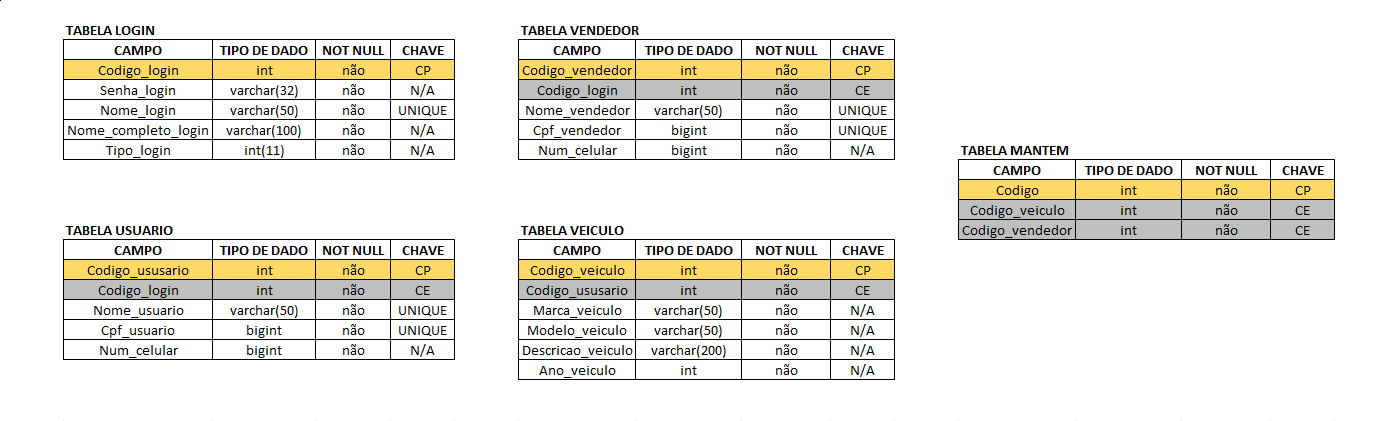 TABELA LOGIN
CAMPO TIPO DE DADO NOT NULL CHAVE
Codigo_login int não CP
Senha_login varchar(32) não N/A
Nome_login varchar(50) não UNIQUE
Nome_completo_login varchar(100) não N/A
Tipo_login int(11) não N/A
TABELA VENDEDOR
CAMPO TIPO DE DADO NOT NULL CHAVE
Codigo_vendedor int não CP
Codigo_login int não CE
Nome_vendedor varchar(50) não UNIQUE
Cpf_vendedor bigint não UNIQUE
Num_celular bigint não N/A
TABELA MANTEM
CAMPO TIPO DE DADO NOT NULL CHAVE
Codigo int não CP
Codigo_veiculo int não CE
Codigo_vendedor int não CE
TABELA USUARIO
CAMPO TIPO DE DADO NOT NULL CHAVE
Codigo_ususario int não CP
Codigo_login int não CE
Nome_usuario varchar(50) não UNIQUE
Cpf_usuario bigint não UNIQUE
Num_celular bigint não N/A
TABELA VEICULO
CAMPO TIPO DE DADO NOT NULL CHAVE
Codigo_veiculo int não CP
Codigo_ususario int não CE
Marca_veiculo varchar(50) não N/A
Modelo_veiculo varchar(50) não N/A
Descricao_veiculo varchar(200) não N/A
Ano_veiculo int não N/A